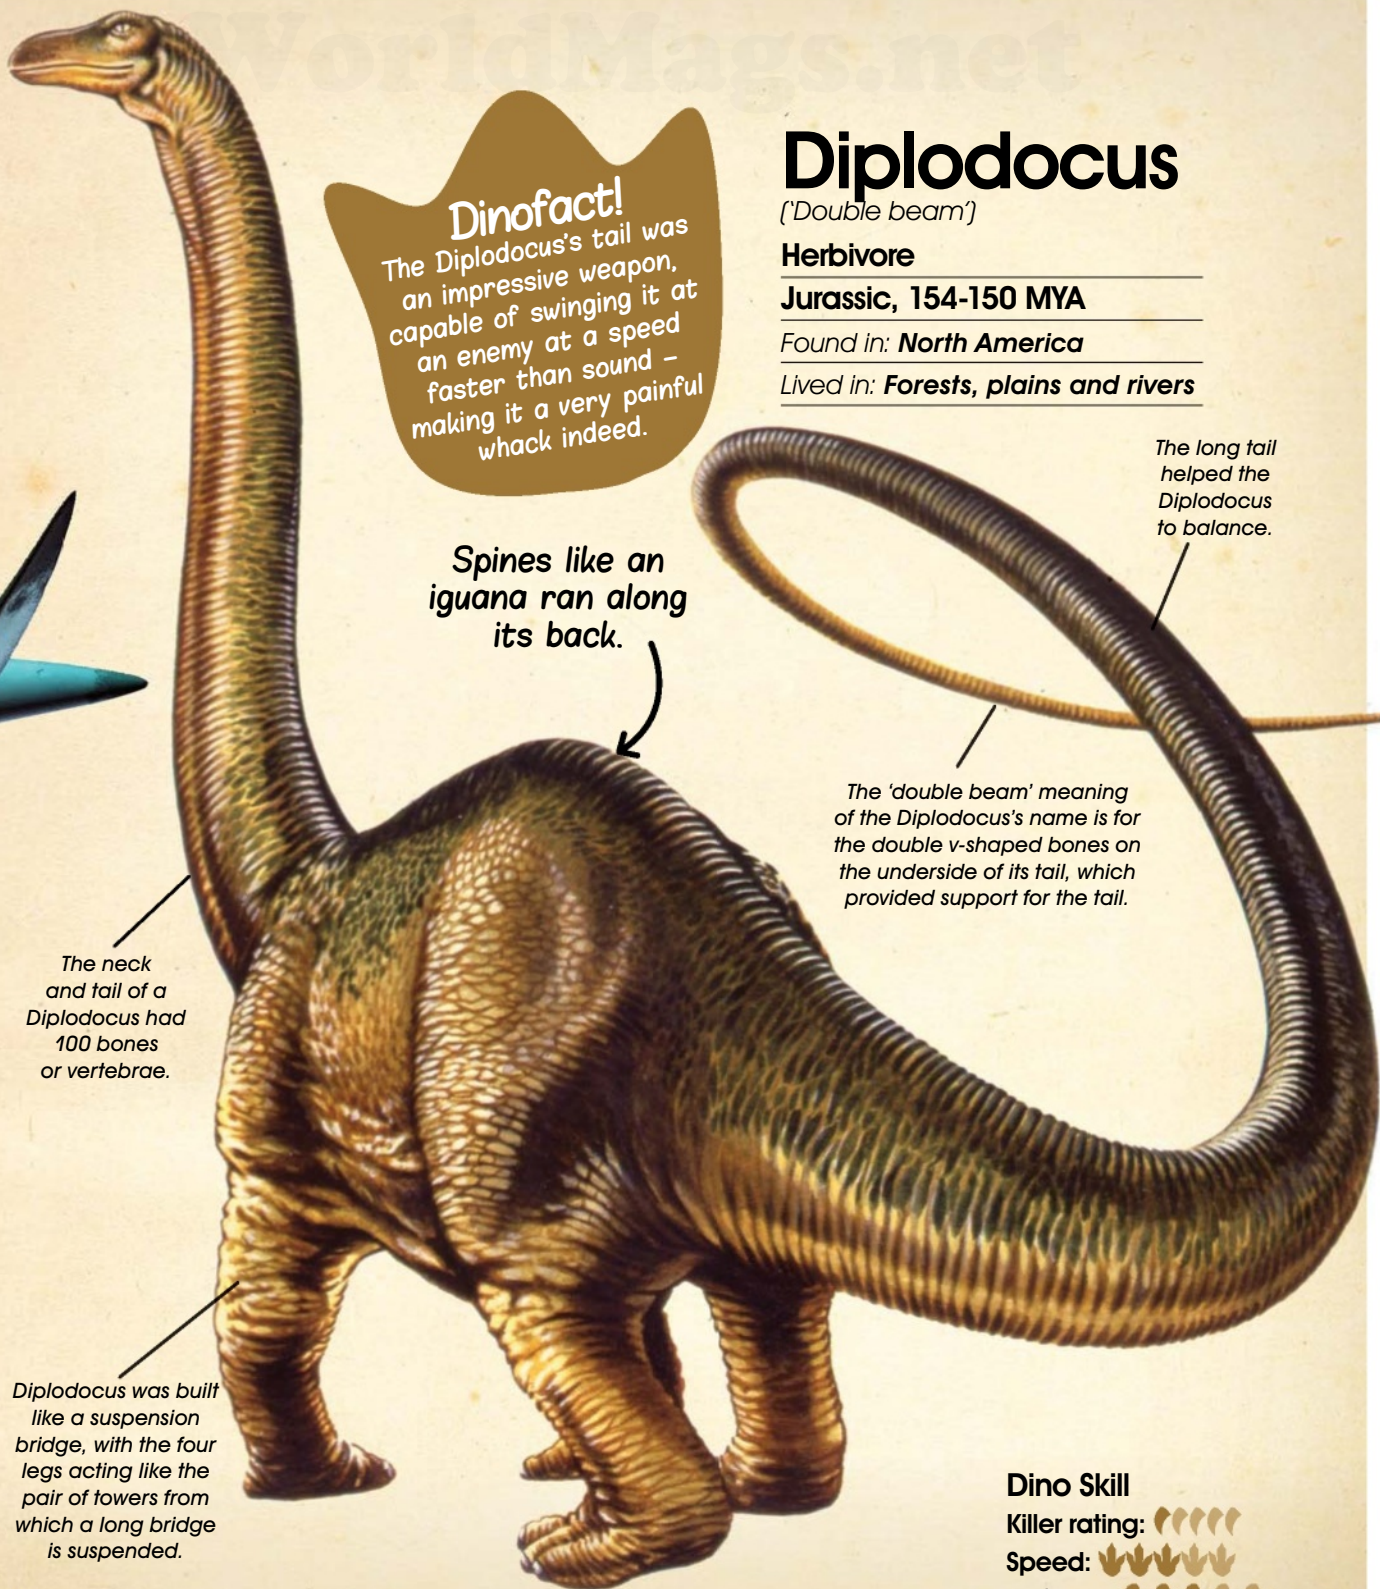 WorldMags.net
Diplodocus
('Double beam')
Herbivore
Jurassic, 154-150 MYA
Found in: North America
Lived in: Forests, plains and rivers
Dinofact!
The Diplodocus's tail was
an impressive weapon,
capable of swinging it at
an enemy at a speed
faster than sound –
making it a very painful
whack indeed.
The long tail
helped the
Diplodocus
to balance.
Spines like an
iguana ran along
its back.
The 'double beam' meaning
of the Diplodocus's name is for
the double v-shaped bones on
the underside of its tail, which
provided support for the tail.
The neck
and tail of a
Diplodocus had
100 bones
or vertebrae.
Diplodocus was built
like a suspension
bridge, with the four
legs acting like the
pair of towers from
which a long bridge
is suspended.
Dino Skill
Killer rating:
Speed: